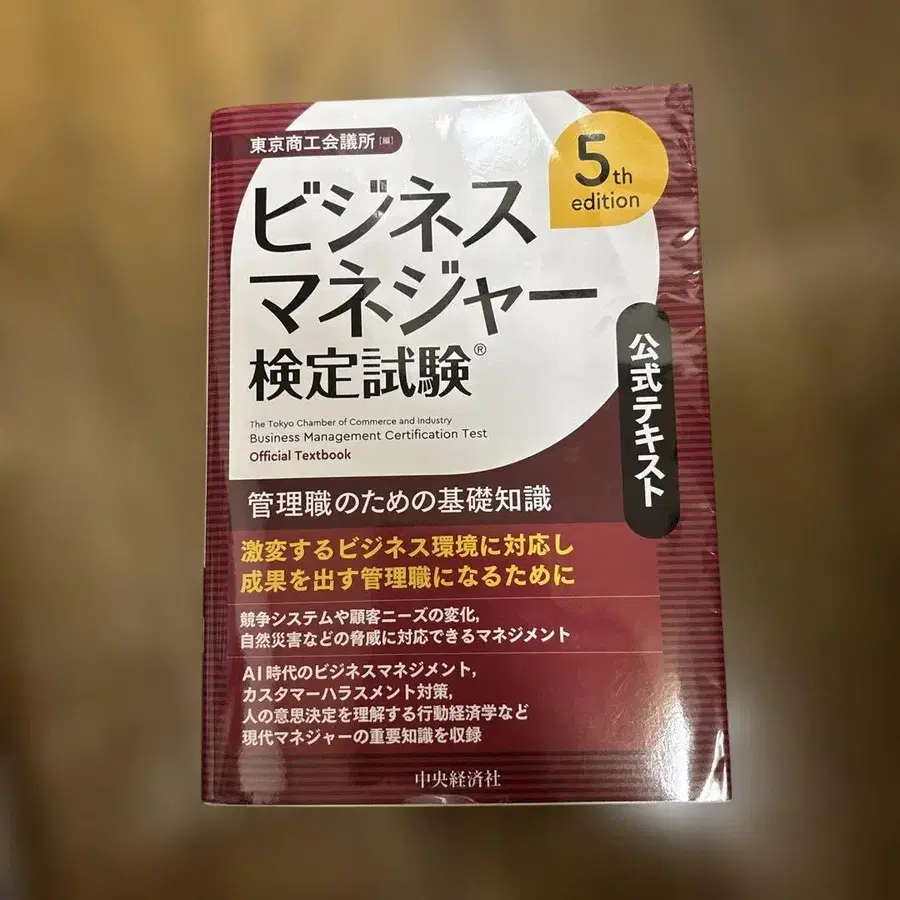 東京商工会議所[編]
5th
edition
ビジネス
マネジャー
検定試験®
The Tokyo Chamber of Commerce and Industry
Business Management Certification Test
Official Textbook
公式テキスト
管理職のための基礎知識
激変するビジネス環境に対応し
成果を出す管理職になるために
競争システムや顧客ニーズの変化,
自然災害などの脅威に対応できるマネジメント
AI時代のビジネスマネジメント,
カスタマーハラスメント対策,
人の意思決定を理解する行動経済学など
現代マネジャーの重要知識を収録
中央経済社